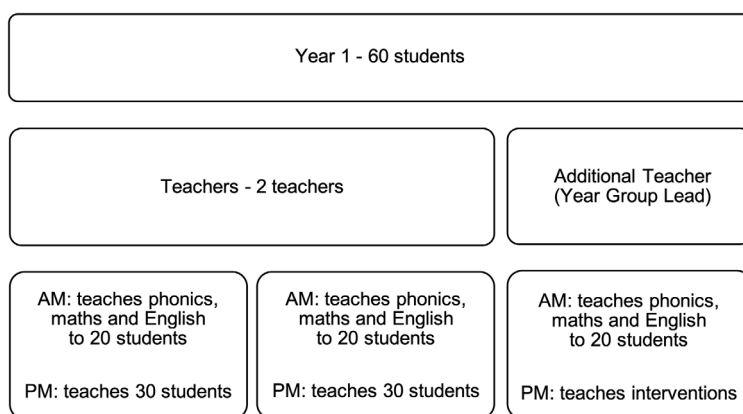 Year 1 - 60 students
Teachers - 2 teachers
Additional Teacher
(Year Group Lead)
AM: teaches phonics,
maths and English
to 20 students
PM: teaches 30 students
AM: teaches phonics,
maths and English
to 20 students
PM: teaches 30 students
AM: teaches phonics,
maths and English
to 20 students
PM: teaches interventions